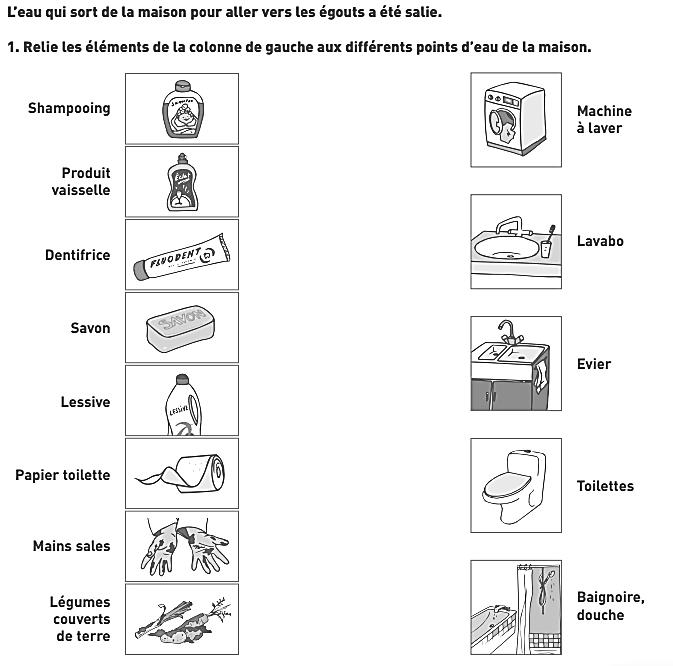 L'eau qui sort de la maison pour aller vers les égouts a été salie.
1. Relie les éléments de la colonne de gauche aux différents points d'eau de la maison.
Shampooing
Produit
vaisselle
Dentifrice
FLUODENT
Savon
SAVON
Lessive
LESSIVE
Papier toilette
Mains sales
Légumes
couverts
de terre
Machine
à laver
Lavabo
Evier
Toilettes
Baignoire,
douche